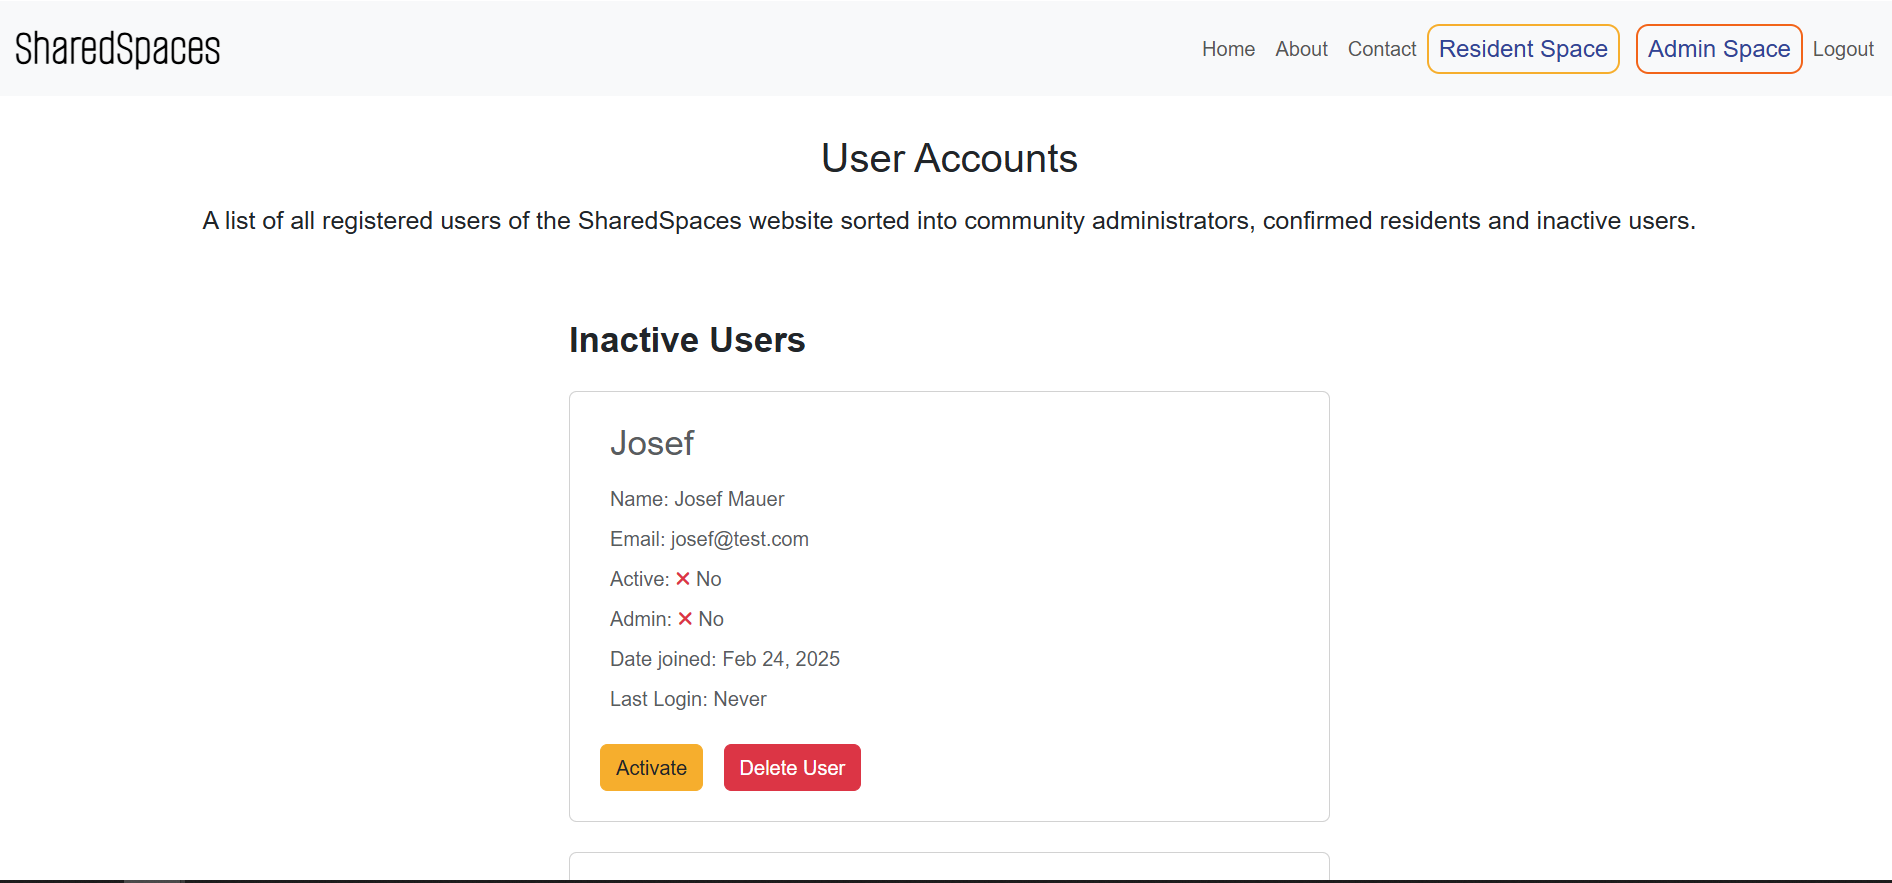 SharedSpaces
Home About Contact Resident Space Admin Space Logout
User Accounts
A list of all registered users of the SharedSpaces website sorted into community administrators, confirmed residents and inactive users.
Inactive Users
Josef
Name: Josef Mauer
Email: josef@test.com
Active: ✕ No
Admin: ✕ No
Date joined: Feb 24, 2025
Last Login: Never
Activate Delete User